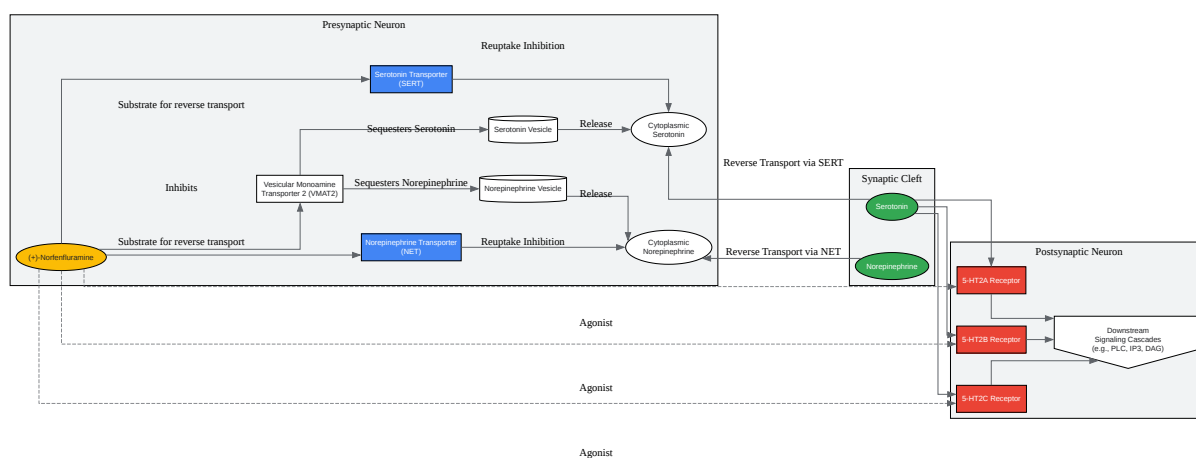 Presynaptic Neuron
Reuptake Inhibition
Serotonin Transporter
(SERT)
Substrate for reverse transport
Sequesters Serotonin
Serotonin Vesicle
Release
Cytoplasmic
Serotonin
Reverse Transport via SERT
Synaptic Cleft
Inhibits
Vesicular Monoamine
Transporter 2 (VMAT2)
Sequesters Norepinephrine
Norepinephrine Vesicle
Release
Serotonin
Substrate for reverse transport
(+)-Norfenfluramine
Norepinephrine Transporter
(NET)
Reuptake Inhibition
Cytoplasmic
Norepinephrine
Reverse Transport via NET
Norepinephrine
Postsynaptic Neuron
5-HT2A Receptor
Agonist
5-HT2B Receptor
Downstream
Signaling Cascades
(e.g., PLC, IP3, DAG)
Agonist
5-HT2C Receptor
Agonist